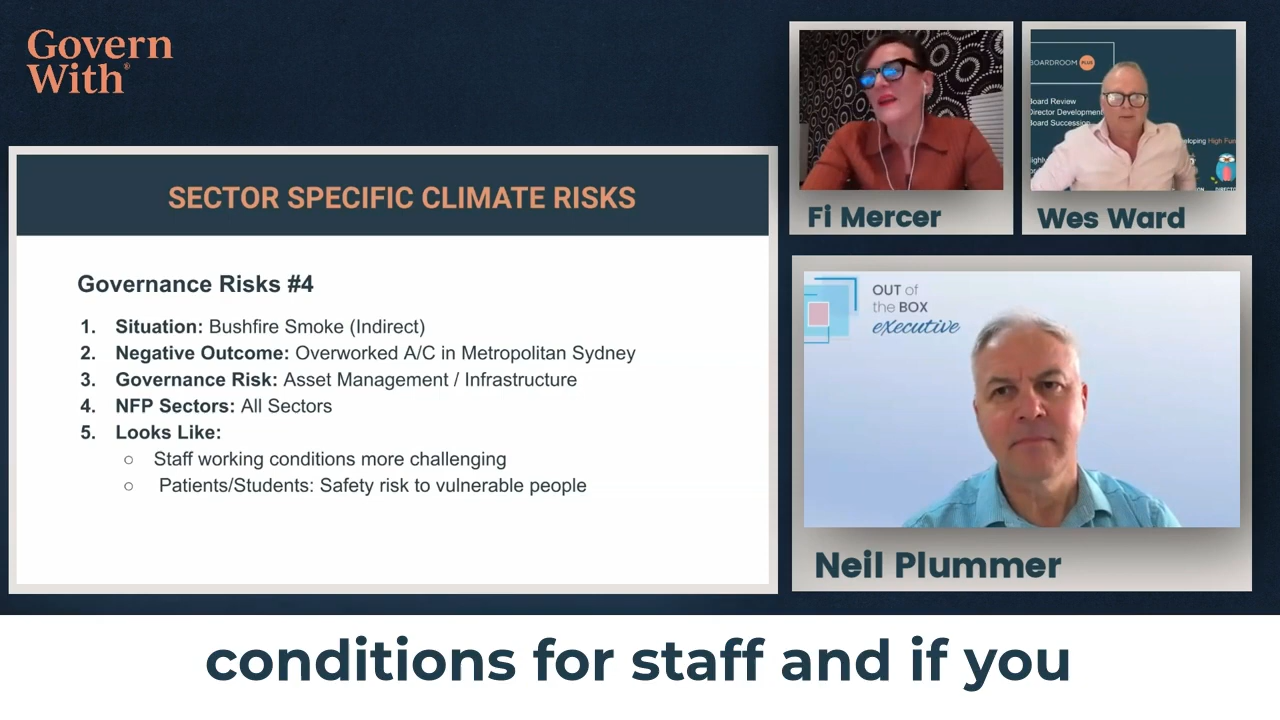 Govern
With®
SECTOR SPECIFIC CLIMATE RISKS
Governance Risks #4
1. Situation: Bushfire Smoke (Indirect)
2. Negative Outcome: Overworked A/C in Metropolitan Sydney
3. Governance Risk: Asset Management / Infrastructure
4. NFP Sectors: All Sectors
5. Looks Like:
○ Staff working conditions more challenging
○ Patients/Students: Safety risk to vulnerable people
Fi Mercer
BOARDROOM PLUS
Board Review
Director Development
Board Succession
High
Wes Ward
OUT of
the BOX
executive
Neil Plummer
conditions for staff and if you